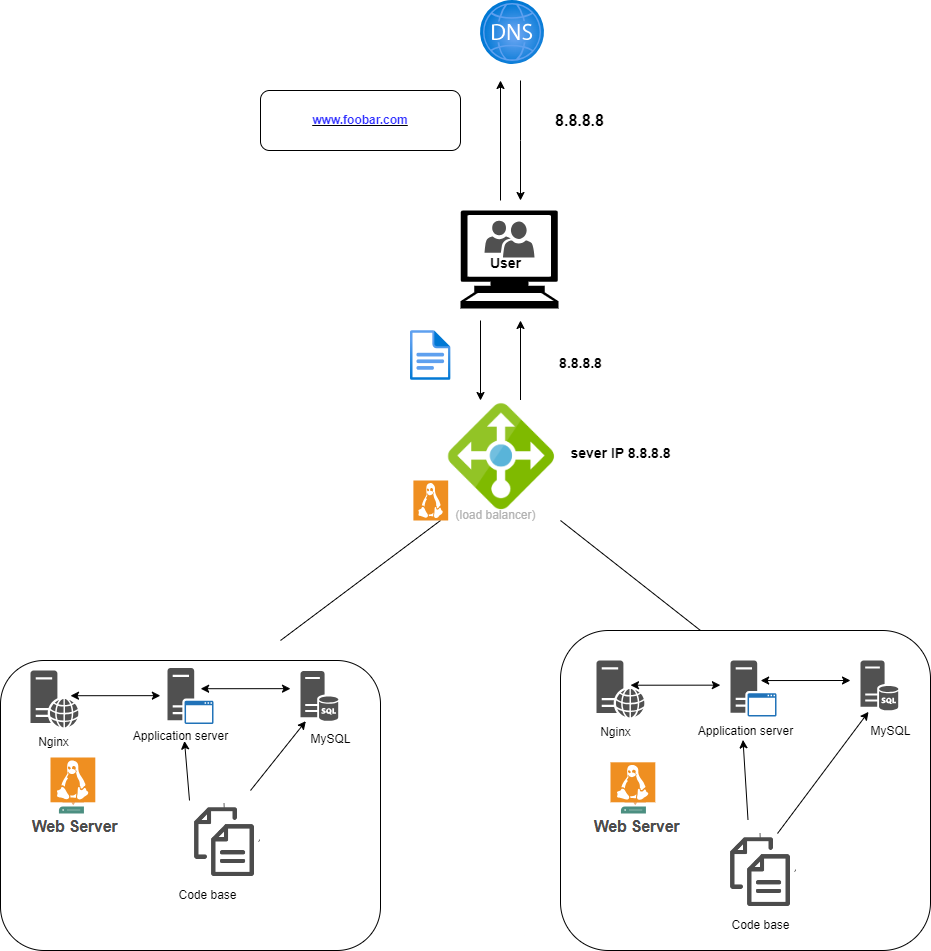 DNS
www.foobar.com
8.8.8.8
User
8.8.8.8
sever IP 8.8.8.8
(load balancer)
SQL
Nginx
Application server
MySQL
Web Server
Code base
SQL
Nginx
Application server
MySQL
Web Server
Code base